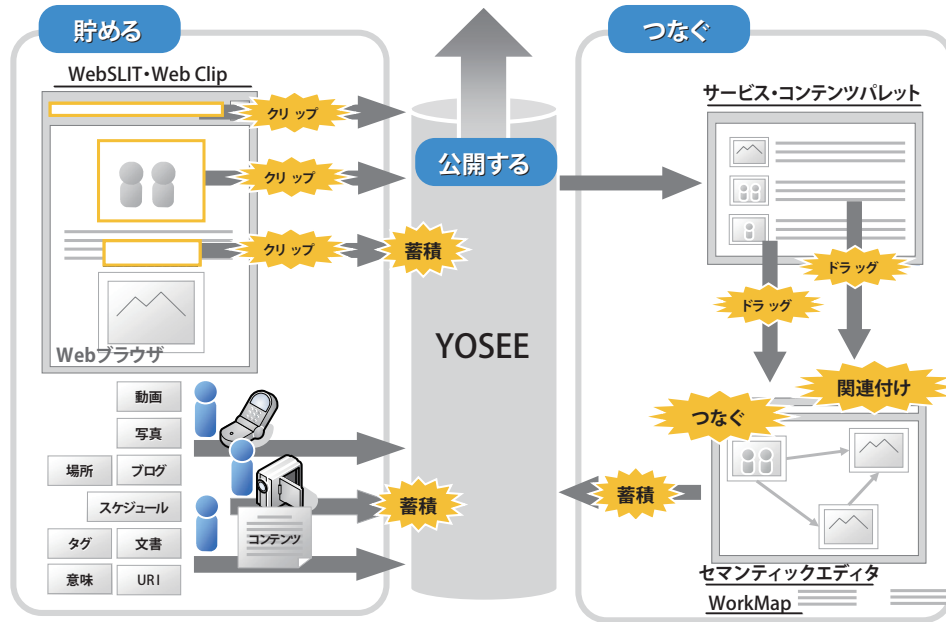 貯める
WebSLIT・Web Clip
クリップ
クリップ
クリップ
蓄積
Webブラウザ
動画
写真
場所
ブログ
スケジュール
タグ
文書
意味
URI
コンテンツ
蓄積
公開する
YOSEE
つなぐ
サービス・コンテンツパレット
ドラッグ
ドラッグ
関連付け
つなぐ
蓄積
セマンティックエディタ
WorkMap